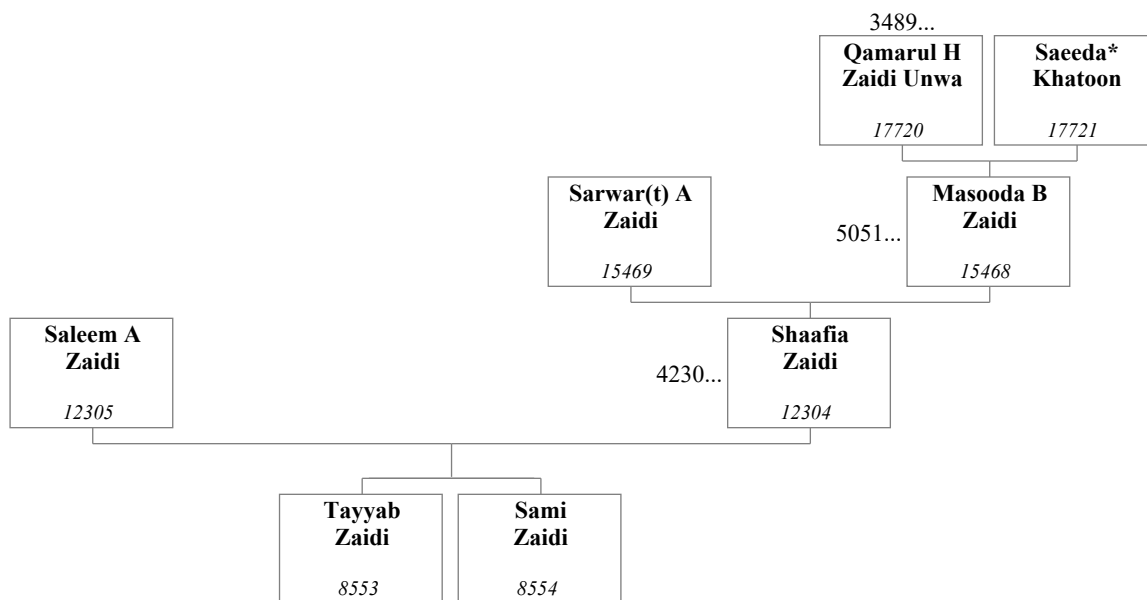 3489...
Qamarul H
Zaidi Unwa
17720
Saeeda*
Khatoon
17721
Sarwar(t) A
Zaidi
15469
5051...
Masooda B
Zaidi
15468
Saleem A
Zaidi
12305
4230...
Shaafia
Zaidi
12304
Tayyab
Zaidi
8553
Sami
Zaidi
8554